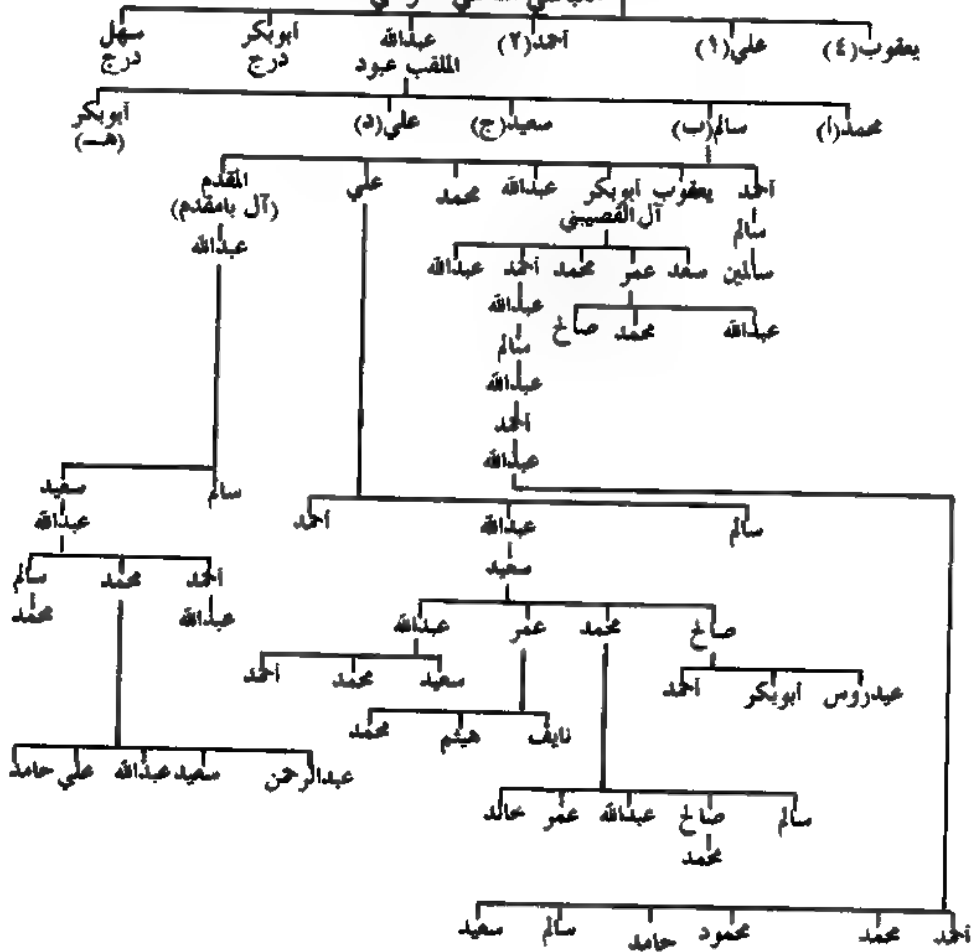 يعقوب (٤) علي (١) أحمد (٢) عبدالله أبوبكر سهل
الملقب عبود درج درج
محمد (أ) سالم (ب) سعيد (ج) علي (د) أبوبكر
(هـ)
أحمد يعقوب أبوبكر عبدالله محمد علي المقدم
آل القصيبي (آل بامقدم)
سالم عبدالله
سالمين سعد عمر محمد أحمد عبدالله
عبدالله
عبدالله محمد صالح
سالم
عبدالله
أحمد
عبدالله
سالم سعيد
سالم عبدالله أحمد
عبدالله
سعيد
أحمد محمد سالم
عبدالله محمد
صالح محمد عمر عبدالله
عيدروس أبوبكر أحمد
سعيد محمد أحمد
نايف هيثم محمد
عبدالرحمن سعيد عبدالله علي حامد
سالم صالح عبدالله عمر خالد
محمد
أحمد محمد محمود حامد سالم سعيد